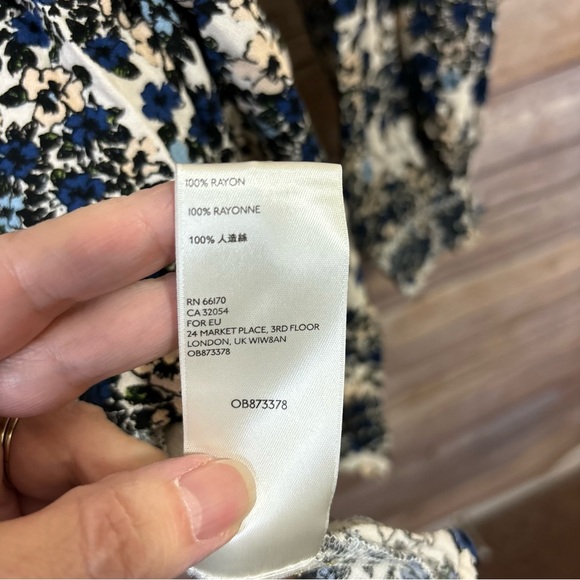 100% RAYON
100% RAYONNE
100% 人造絲
RN 66170
CA 32054
FOR EU
24 MARKET PLACE, 3RD FLOOR
LONDON, UK W1W8AN
OB873378
OB873378